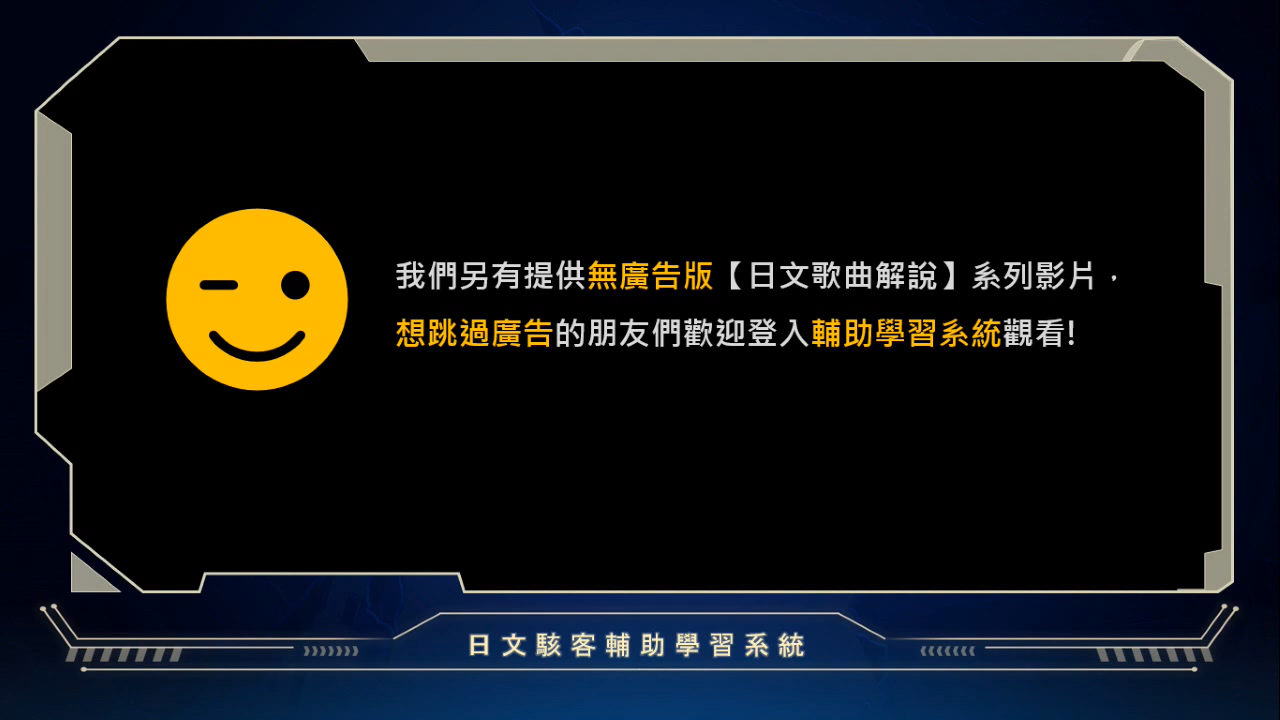 我們另有提供無廣告版【日文歌曲解說】系列影片，
想跳過廣告的朋友們歡迎登入輔助學習系統觀看!
日文駭客輔助學習系統